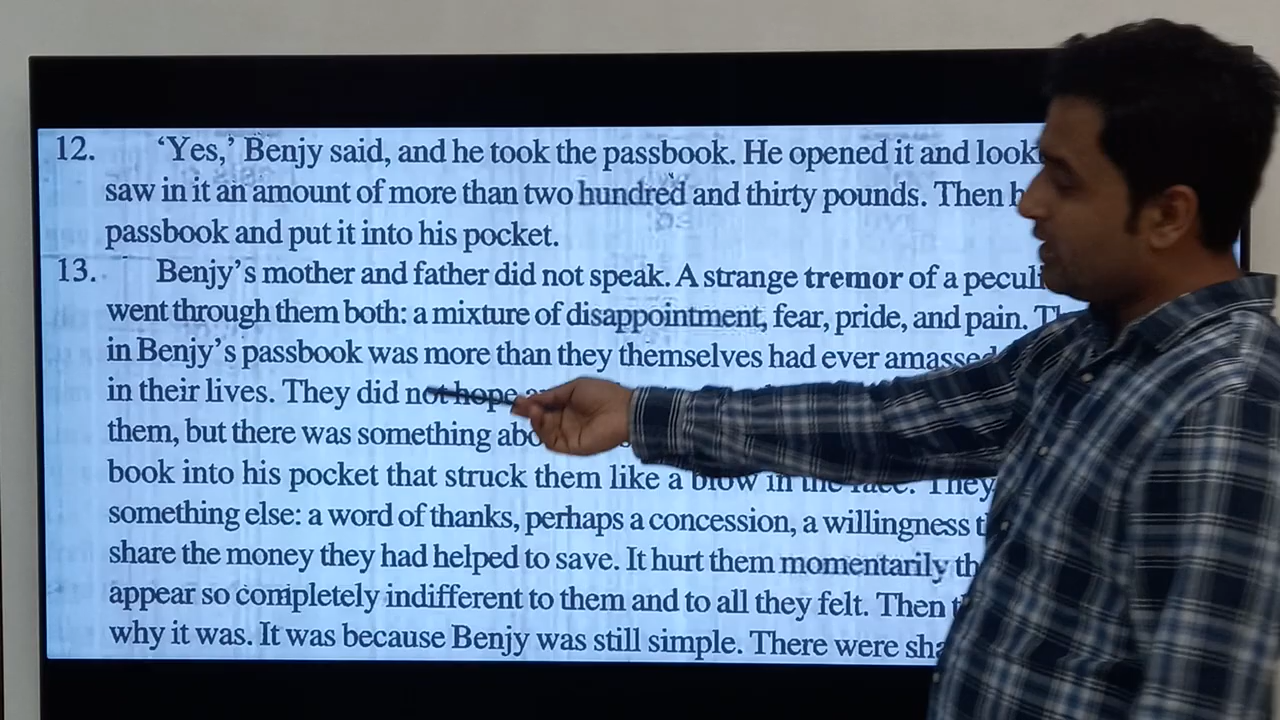 12. ‘Yes,’ Benjy said, and he took the passbook. He opened it and
saw in it an amount of more than two hundred and thirty pounds. Then
passbook and put it into his pocket.
13. Benjy’s mother and father did not speak. A strange tremor of a
went through them both: a mixture of disappointment, fear, pride, and pain.
in Benjy’s passbook was more than they themselves had ever amassed
in their lives. They did not hope
them, but there was something
book into his pocket that struck them like a blow in the face. They
something else: a word of thanks, perhaps a concession, a willingness
share the money they had helped to save. It hurt them momentarily
appear so completely indifferent to them and to all they felt. Then
why it was. It was because Benjy was still simple. There were